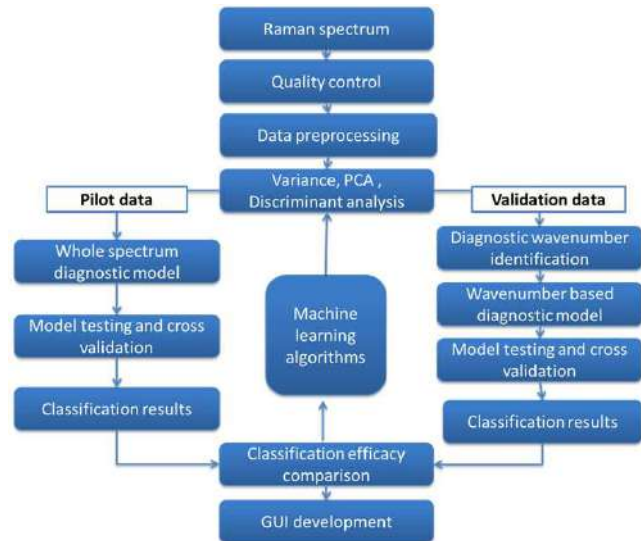 Raman spectrum
Quality control
Data preprocessing
Variance, PCA ,
Discriminant analysis
Pilot data
Whole spectrum
diagnostic model
Model testing and cross
validation
Classification results
Machine
learning
algorithms
Validation data
Diagnostic wavenumber
identification
Wavenumber based
diagnostic model
Model testing and cross
validation
Classification results
Classification efficacy
comparison
GUI development